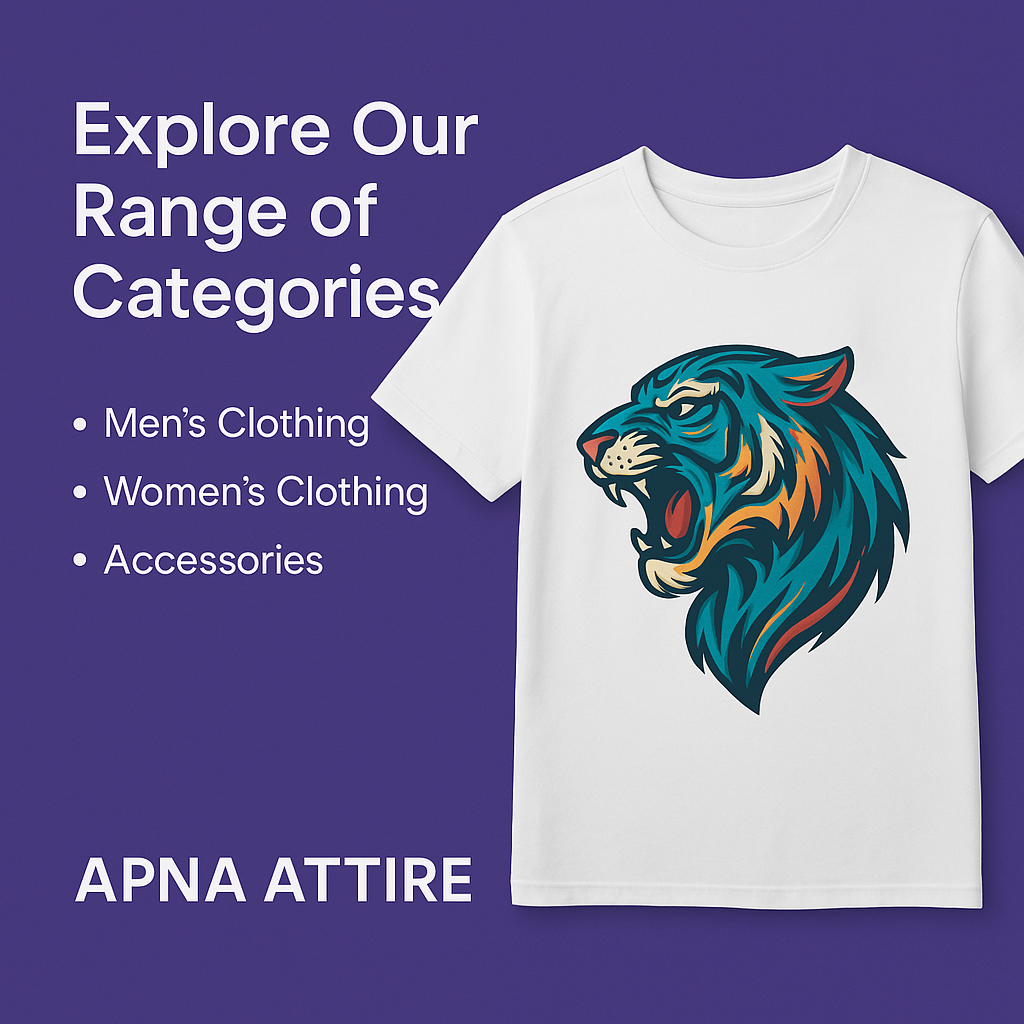 Explore Our
Range of
Categories
• Men’s Clothing
• Women’s Clothing
• Accessories
APNA ATTIRE